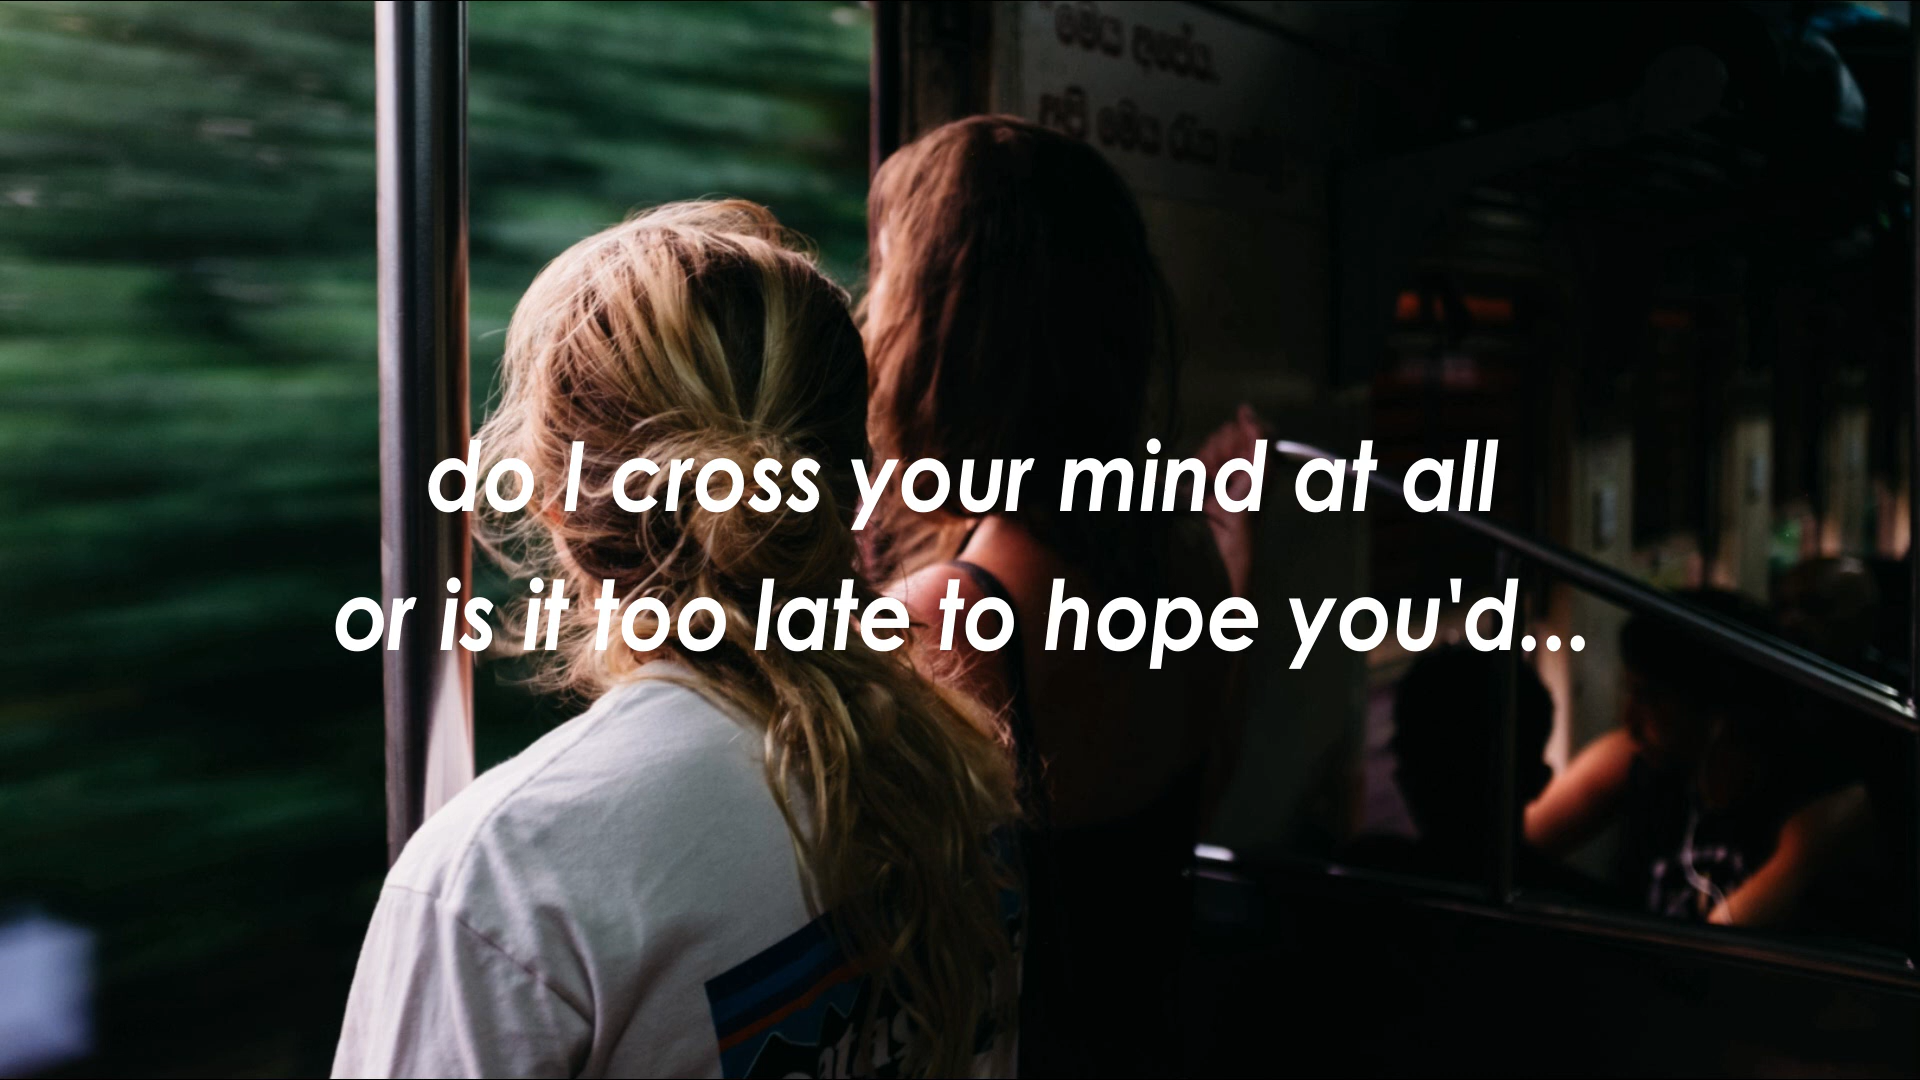 do I cross your mind at all
or is it too late to hope you'd...